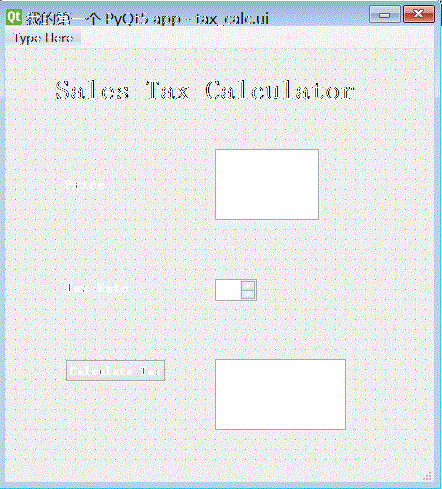 Qt 我的第一个 PyQt5 app - tax_calc.ui
Type Here
Sales Tax Calculator
Price
Tax Rate
Calculate Tax